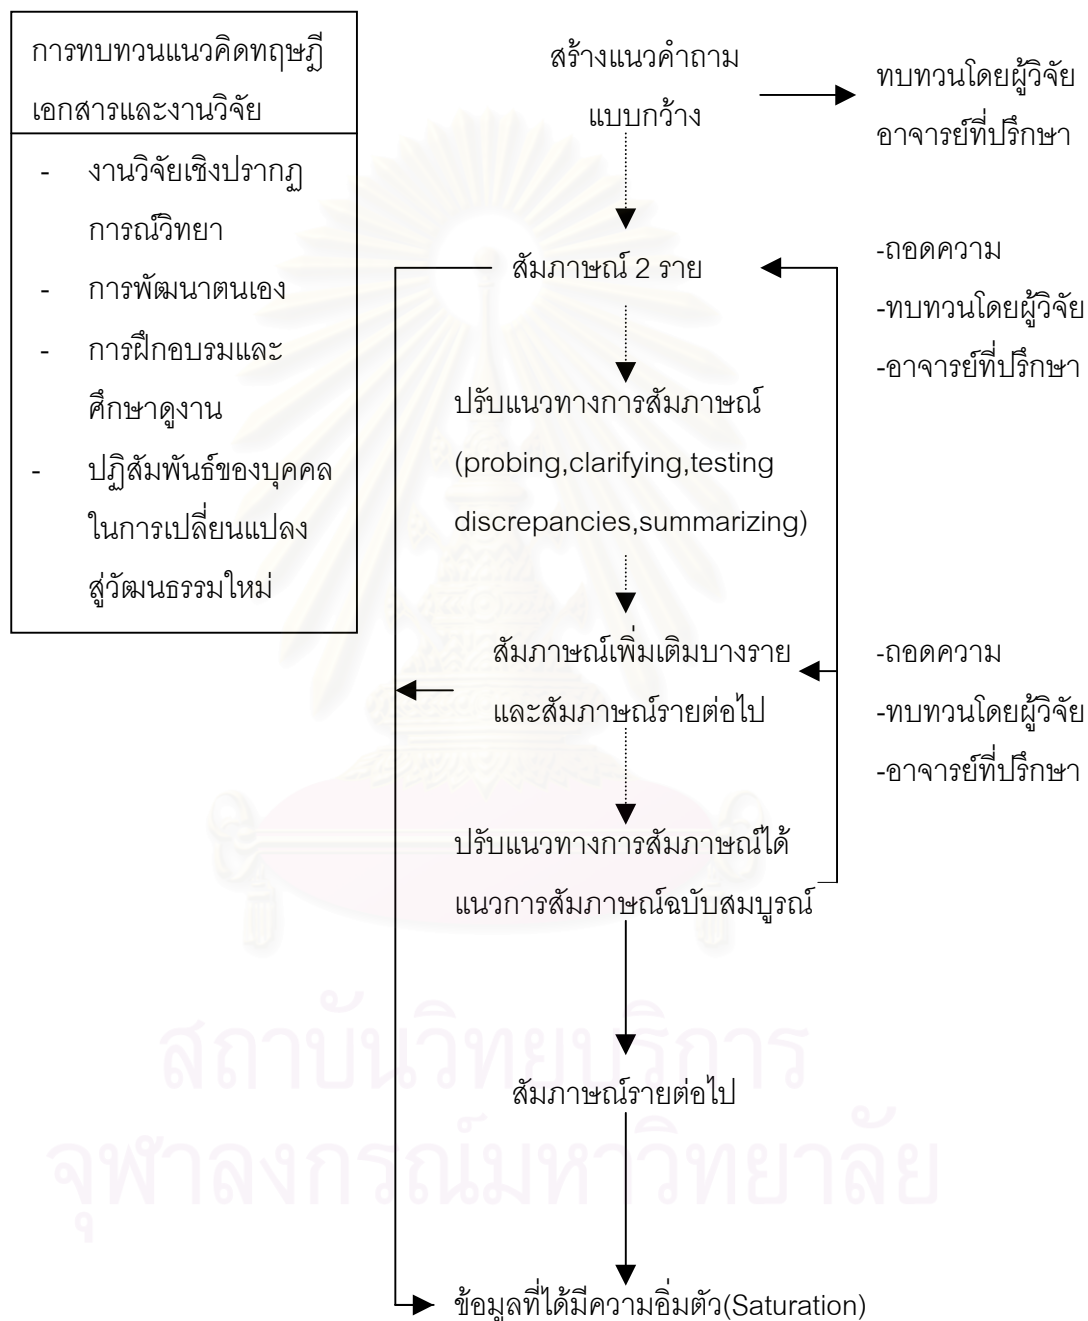 การทบทวนแนวคิดทฤษฎี
เอกสารและงานวิจัย
- งานวิจัยเชิงปรากฏ
การณ์วิทยา
- การพัฒนาตนเอง
- การฝึกอบรมและ
ศึกษาดูงาน
- ปฏิสัมพันธ์ของบุคคล
ในการเปลี่ยนแปลง
สู่วัฒนธรรมใหม่
สร้างแนวคำถาม
แบบกว้าง
ทบทวนโดยผู้วิจัย
อาจารย์ที่ปรึกษา
สัมภาษณ์ 2 ราย
-ถอดความ
-ทบทวนโดยผู้วิจัย
-อาจารย์ที่ปรึกษา
ปรับแนวทางการสัมภาษณ์
(probing,clarifying,testing
discrepancies,summarizing)
สัมภาษณ์เพิ่มเติมบางราย
และสัมภาษณ์รายต่อไป
-ถอดความ
-ทบทวนโดยผู้วิจัย
-อาจารย์ที่ปรึกษา
ปรับแนวทางการสัมภาษณ์ได้
แนวการสัมภาษณ์ฉบับสมบูรณ์
สัมภาษณ์รายต่อไป
ข้อมูลที่ได้มีความอิ่มตัว(Saturation)
สถาบันวิทยบริการ
จุฬาลงกรณ์มหาวิทยาลัย